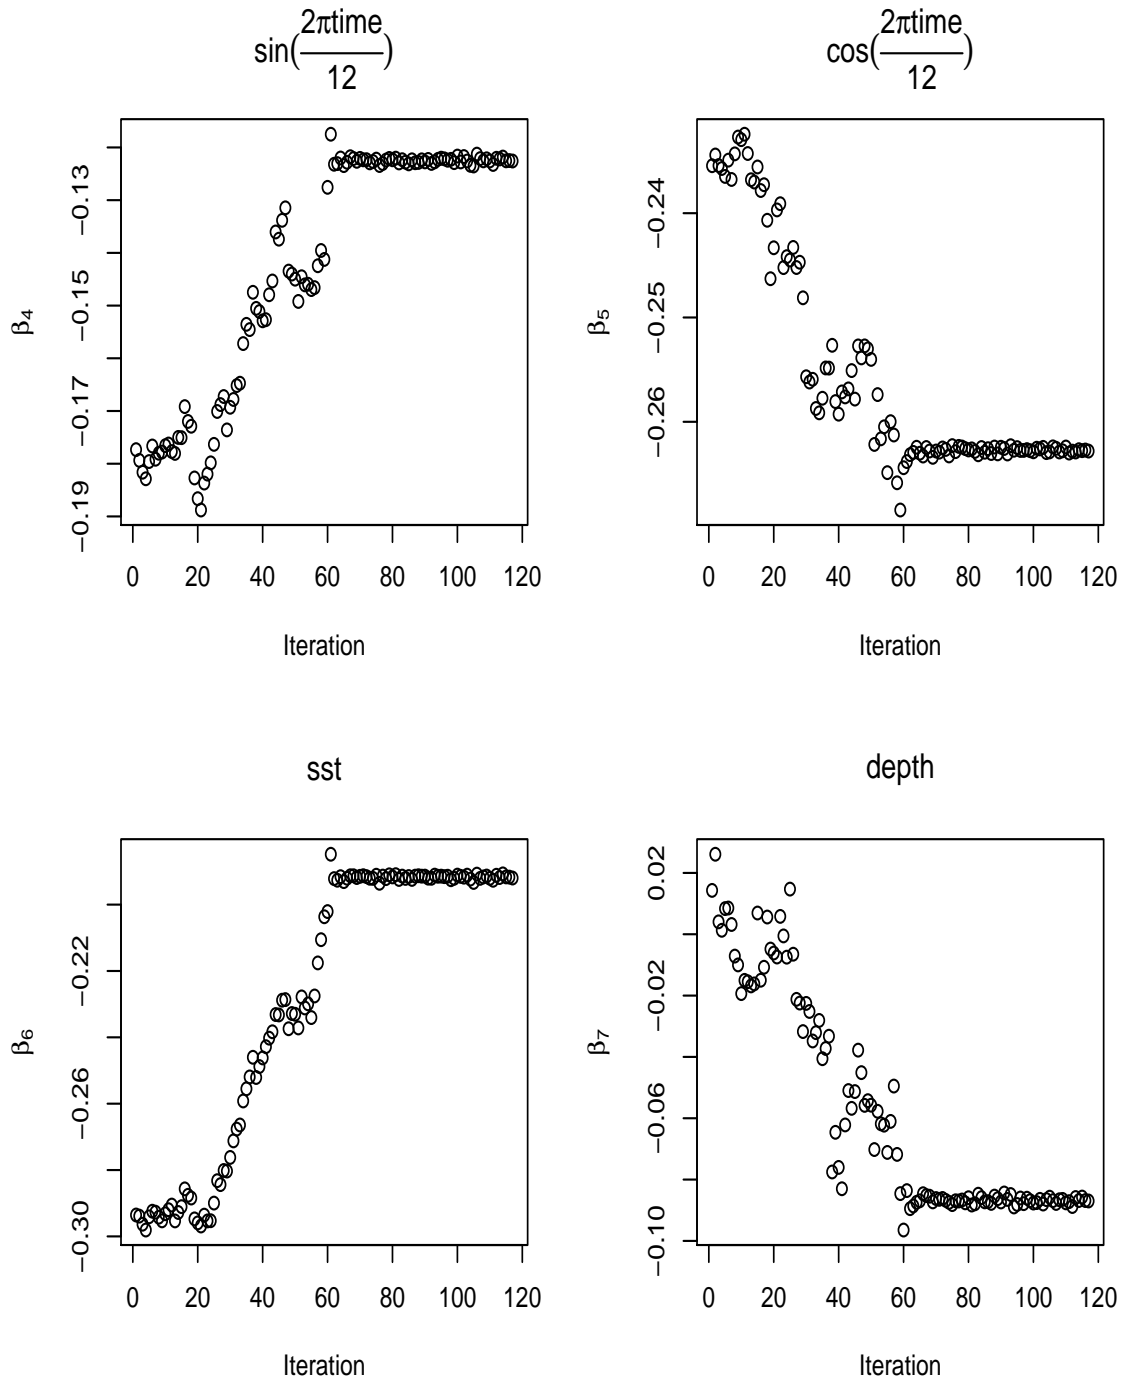 sin(2πtime/12)
β4
−0.13
−0.15
−0.17
−0.19
0 20 40 60 80 100 120
Iteration
cos(2πtime/12)
β5
−0.24
−0.25
−0.26
0 20 40 60 80 100 120
Iteration
sst
β6
−0.22
−0.26
−0.30
0 20 40 60 80 100 120
Iteration
depth
β7
0.02
−0.02
−0.06
−0.10
0 20 40 60 80 100 120
Iteration